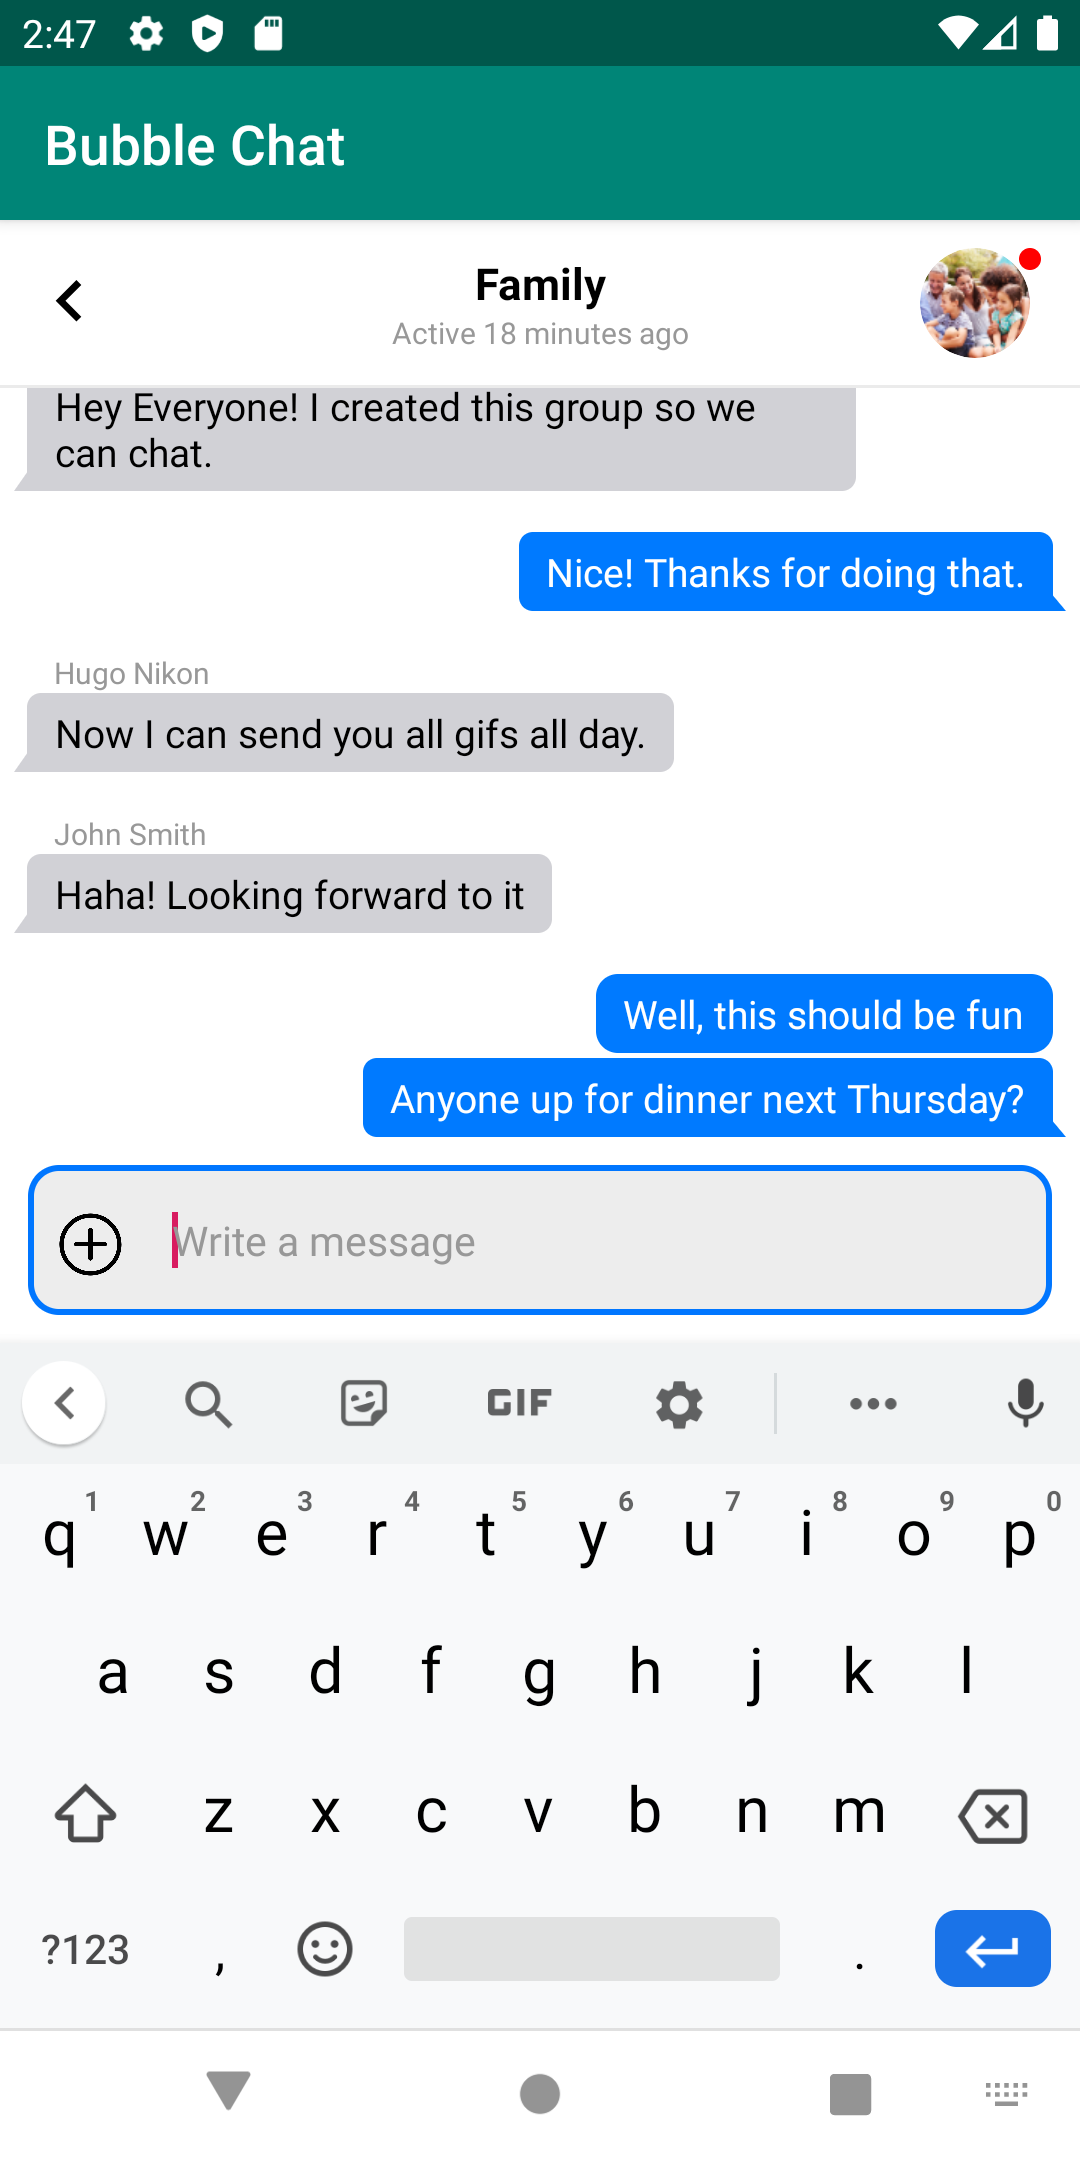 2:47
Bubble Chat
Family
Active 18 minutes ago
Hey Everyone! I created this group so we
can chat.
Nice! Thanks for doing that.
Hugo Nikon
Now I can send you all gifs all day.
John Smith
Haha! Looking forward to it
Well, this should be fun
Anyone up for dinner next Thursday?
Write a message
GIF
1 2 3 4 5 6 7 8 9 0
q w e r t y u i o p
a s d f g h j k l
z x c v b n m
?123 , .